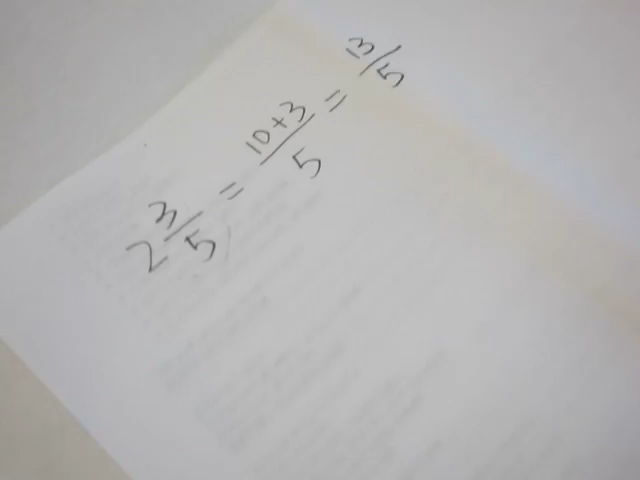 2 3/5 = 10+3/5 = 13/5